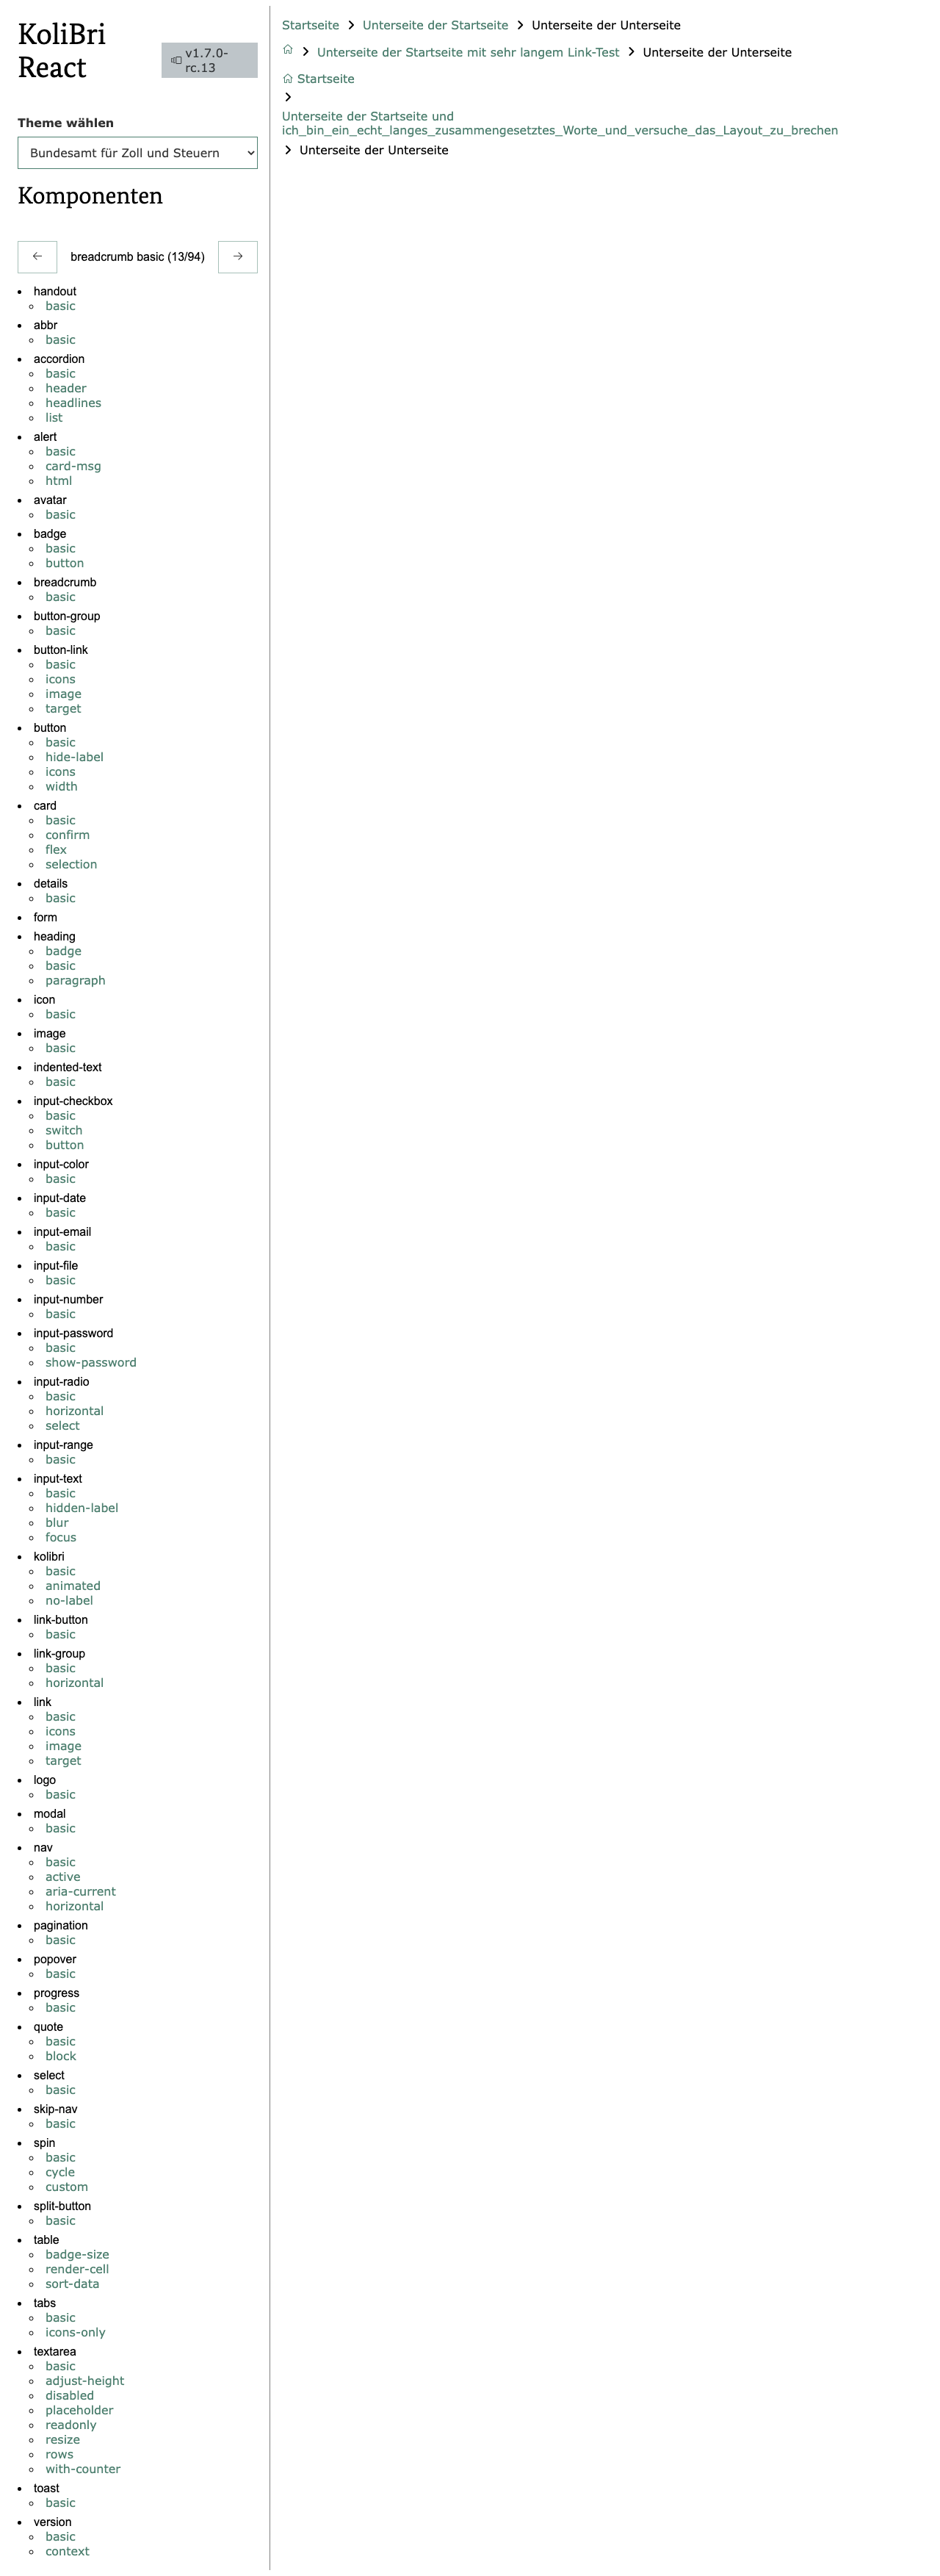 KoliBri
React
v1.7.0-
rc.13
Theme wählen
Bundesamt für Zoll und Steuern
Komponenten
breadcrumb basic (13/94)
handout
basic
abbr
basic
accordion
basic
header
headlines
list
alert
basic
card-msg
html
avatar
basic
badge
basic
button
breadcrumb
basic
button-group
basic
button-link
basic
icons
image
target
button
basic
hide-label
icons
width
card
basic
confirm
flex
selection
details
basic
form
heading
badge
basic
paragraph
icon
basic
image
basic
indented-text
basic
input-checkbox
basic
switch
button
input-color
basic
input-date
basic
input-email
basic
input-file
basic
input-number
basic
input-password
basic
show-password
input-radio
basic
horizontal
select
input-range
basic
input-text
basic
hidden-label
blur
focus
kolibri
basic
animated
no-label
link-button
basic
link-group
basic
horizontal
link
basic
icons
image
target
logo
basic
modal
basic
nav
basic
active
aria-current
horizontal
pagination
basic
popover
basic
progress
basic
quote
basic
block
select
basic
skip-nav
basic
spin
basic
cycle
custom
split-button
basic
table
badge-size
render-cell
sort-data
tabs
basic
icons-only
textarea
basic
adjust-height
disabled
placeholder
readonly
resize
rows
with-counter
toast
basic
version
basic
context
Startseite Unterseite der Startseite Unterseite der Unterseite
Unterseite der Startseite mit sehr langem Link-Test Unterseite der Unterseite
Startseite
Unterseite der Startseite und
ich_bin_ein_echt_langes_zusammengesetztes_Worte_und_versuche_das_Layout_zu_brechen
Unterseite der Unterseite